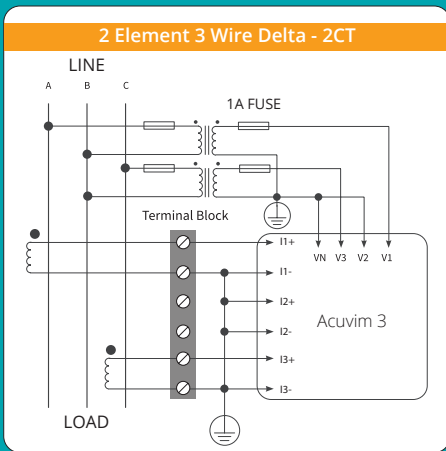 2 Element 3 Wire Delta - 2CT
LINE
A B C
1A FUSE
Terminal Block
VN V3 V2 V1
I1+
I1-
I2+
I2-
I3+
I3-
Acuvim 3
LOAD